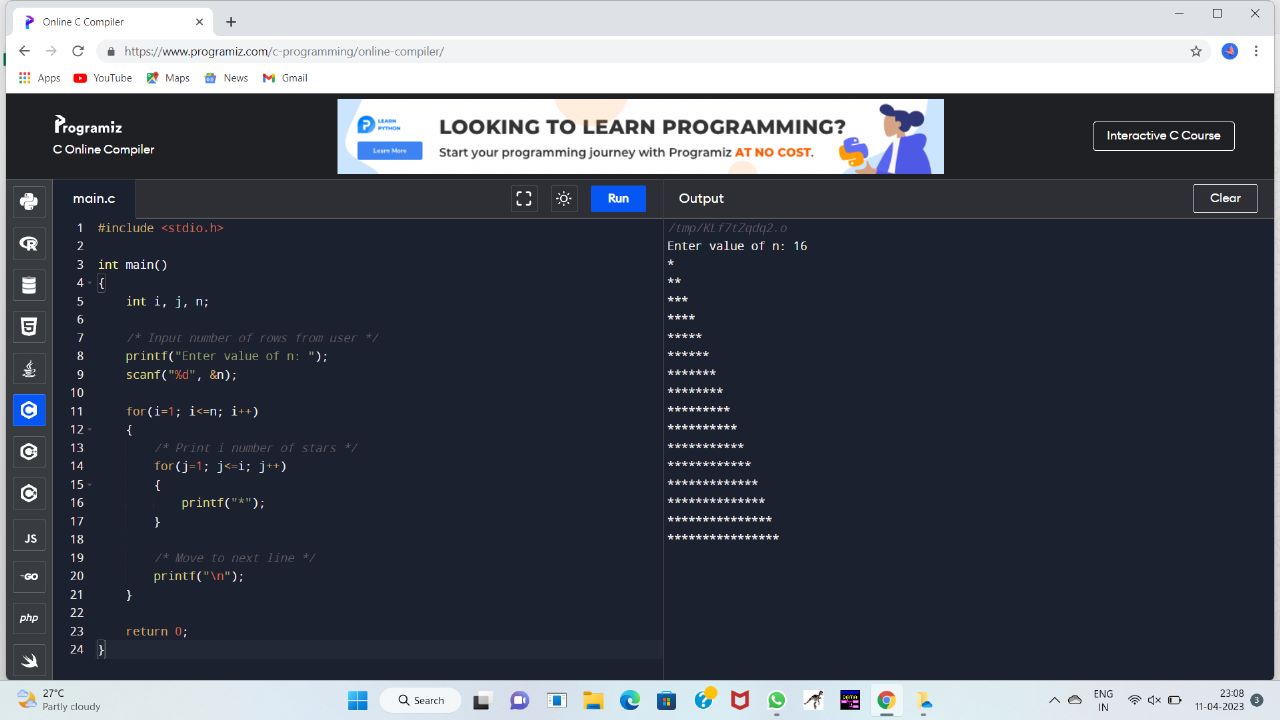 Online C Compiler
https://www.programiz.com/c-programming/online-compiler/
Apps YouTube Maps News Gmail
Programiz
C Online Compiler
LEARN
PYTHON
Learn More
LOOKING TO LEARN PROGRAMMING?
Start your programming journey with Programiz AT NO COST.
Interactive C Course
main.c
Run
Output
Clear
1 #include <stdio.h>
2
3 int main()
4 {
5     int i, j, n;
6
7     /* Input number of rows from user */
8     printf("Enter value of n: ");
9     scanf("%d", &n);
10
11     for(i=1; i<=n; i++)
12     {
13         /* Print i number of stars */
14         for(j=1; j<=i; j++)
15         {
16             printf("*");
17         }
18
19         /* Move to next line */
20         printf("\n");
21     }
22
23     return 0;
24 }
/tmp/KLf7tZqdq2.o
Enter value of n: 16
*
**
***
****
*****
******
*******
********
*********
**********
***********
************
*************
**************
***************
****************
JS
GO
php
27°C
Partly cloudy
Search
ENG
IN
23:08
11-04-2023
3